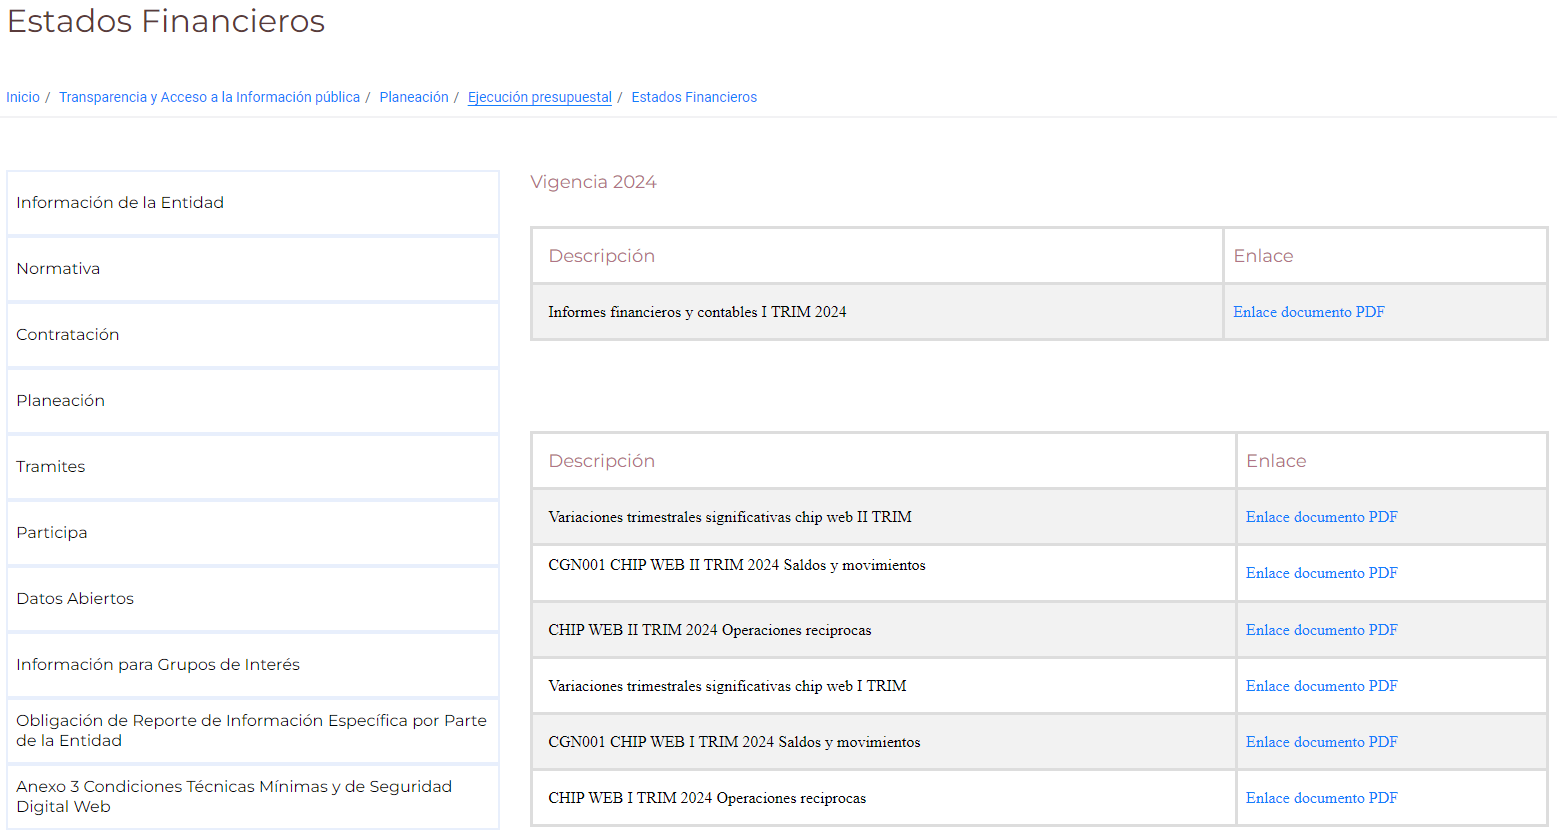 Estados Financieros
Inicio / Transparencia y Acceso a la Información pública / Planeación / Ejecución presupuestal / Estados Financieros
Información de la Entidad
Normativa
Contratación
Planeación
Tramites
Participa
Datos Abiertos
Información para Grupos de Interés
Obligación de Reporte de Información Específica por Parte
de la Entidad
Anexo 3 Condiciones Técnicas Mínimas y de Seguridad
Digital Web
Vigencia 2024
Descripción Enlace
Informes financieros y contables I TRIM 2024 Enlace documento PDF
Descripción Enlace
Variaciones trimestrales significativas chip web II TRIM Enlace documento PDF
CGN001 CHIP WEB II TRIM 2024 Saldos y movimientos Enlace documento PDF
CHIP WEB II TRIM 2024 Operaciones reciprocas Enlace documento PDF
Variaciones trimestrales significativas chip web I TRIM Enlace documento PDF
CGN001 CHIP WEB I TRIM 2024 Saldos y movimientos Enlace documento PDF
CHIP WEB I TRIM 2024 Operaciones reciprocas Enlace documento PDF